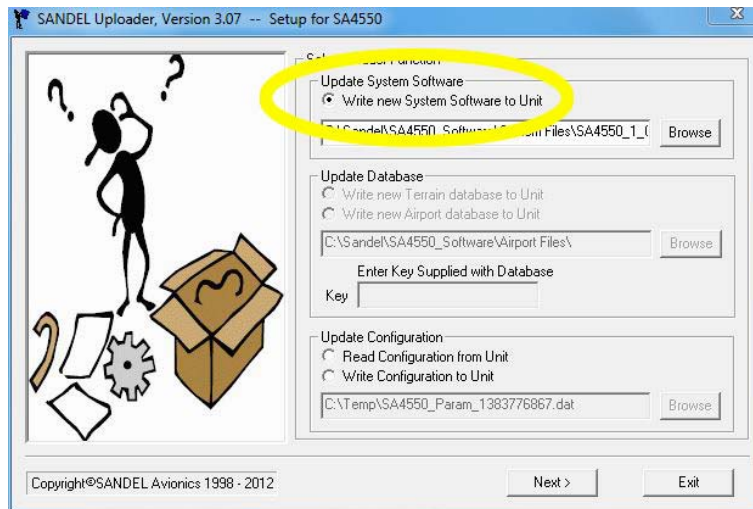 SANDEL Uploader, Version 3.07 -- Setup for SA4550
Update System Software
Write new System Software to Unit
Browse
Update Database
Write new Terrain database to Unit
Write new Airport database to Unit
C:\Sandel\SA4550_Software\Airport Files\
Browse
Enter Key Supplied with Database
Key
Update Configuration
Read Configuration from Unit
Write Configuration to Unit
C:\Temp\SA4550_Param_1383776867.dat
Browse
Copyright©SANDEL Avionics 1998 - 2012
Next >
Exit